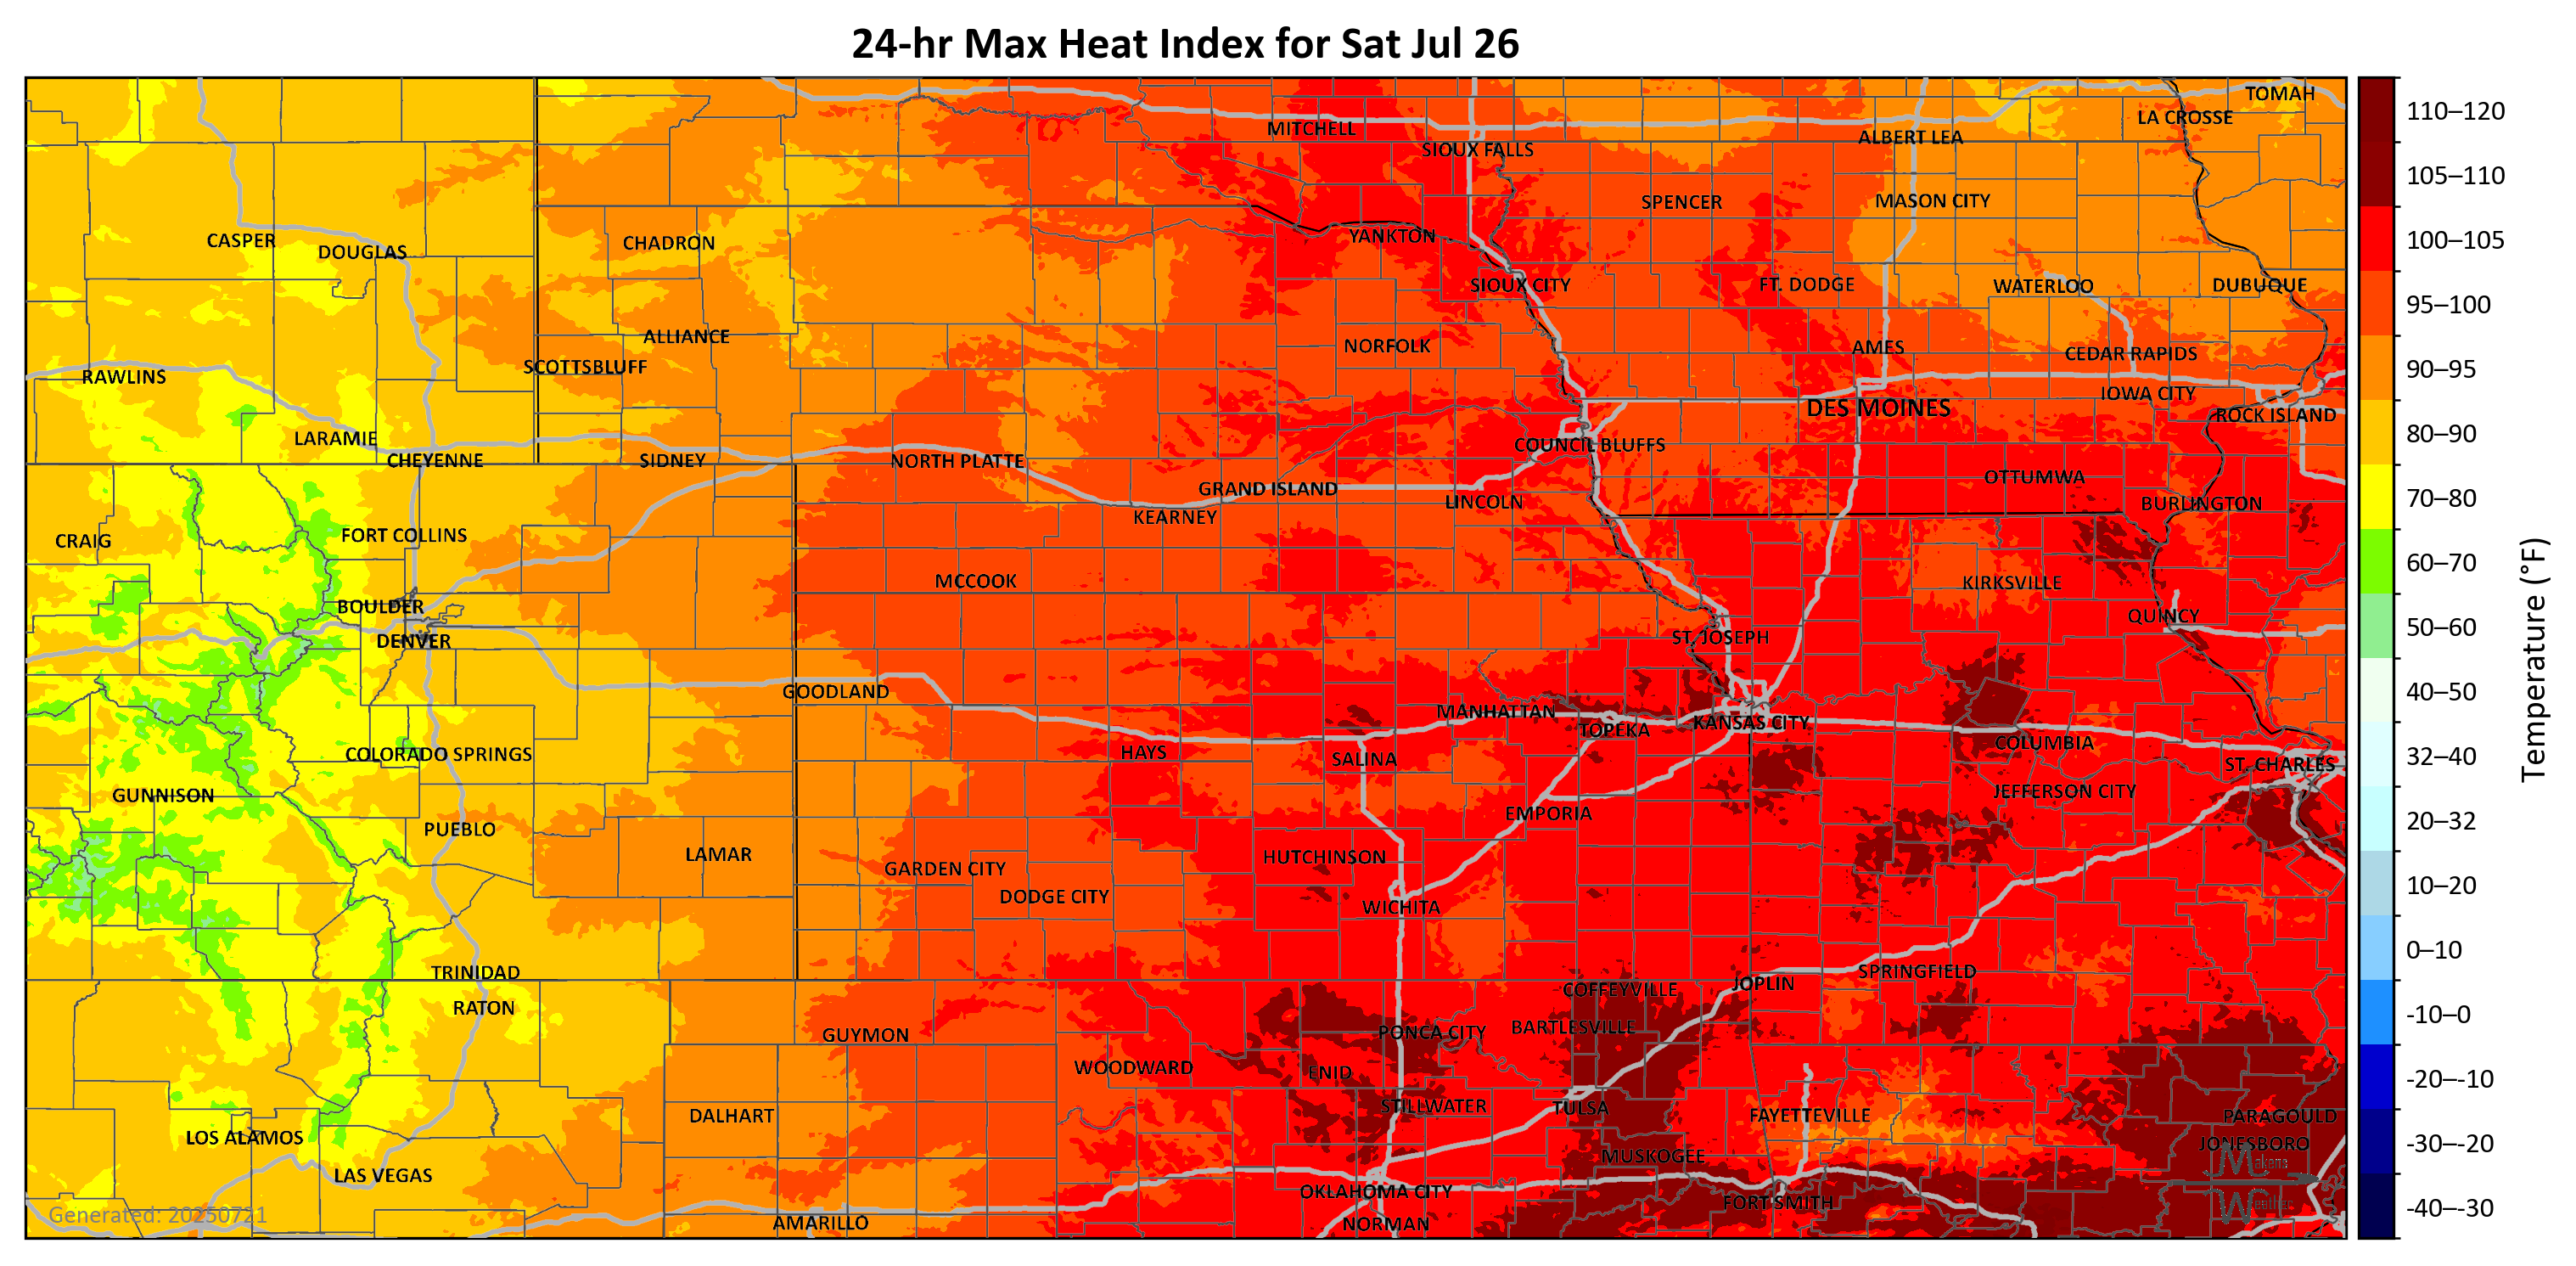 24-hr Max Heat Index for Sat Jul 26
TOMAH
LA CROSSE
MITCHELL
ALBERT LEA
SIOUX FALLS
SPENCER
MASON CITY
CASPER
DOUGLAS
CHADRON
YANKTON
SIOUX CITY
FT. DODGE
WATERLOO
DUBUQUE
ALLIANCE
NORFOLK
AMES
CEDAR RAPIDS
SCOTTSBLUFF
RAWLINS
IOWA CITY
DES MOINES
ROCK ISLAND
LARAMIE
COUNCIL BLUFFS
CHEYENNE
SIDNEY
NORTH PLATTE
OTTUMWA
GRAND ISLAND
LINCOLN
BURLINGTON
KEARNEY
FORT COLLINS
CRAIG
MCCOOK
KIRKSVILLE
BOULDER
QUINCY
DENVER
ST. JOSEPH
GOODLAND
MANHATTAN
KANSAS CITY
TOPEKA
COLUMBIA
HAYS
COLORADO SPRINGS
SALINA
ST. CHARLES
GUNNISON
JEFFERSON CITY
EMPORIA
PUEBLO
LAMAR
HUTCHINSON
GARDEN CITY
DODGE CITY
WICHITA
TRINIDAD
SPRINGFIELD
JOPLIN
COFFEYVILLE
RATON
BARTLESVILLE
PONCA CITY
GUYMON
WOODWARD
ENID
STILLWATER
TULSA
DALHART
FAYETTEVILLE
PARAGOULD
LOS ALAMOS
JONESBORO
MUSKOGEE
Makens
LAS VEGAS
OKLAHOMA CITY
FORT SMITH
Weather
Generated: 20250721
AMARILLO
NORMAN
110–120
105–110
100–105
95–100
90–95
80–90
70–80
60–70
50–60
40–50
32–40
20–32
10–20
0–10
-10–0
-20–-10
-30–-20
-40–-30
Temperature (°F)